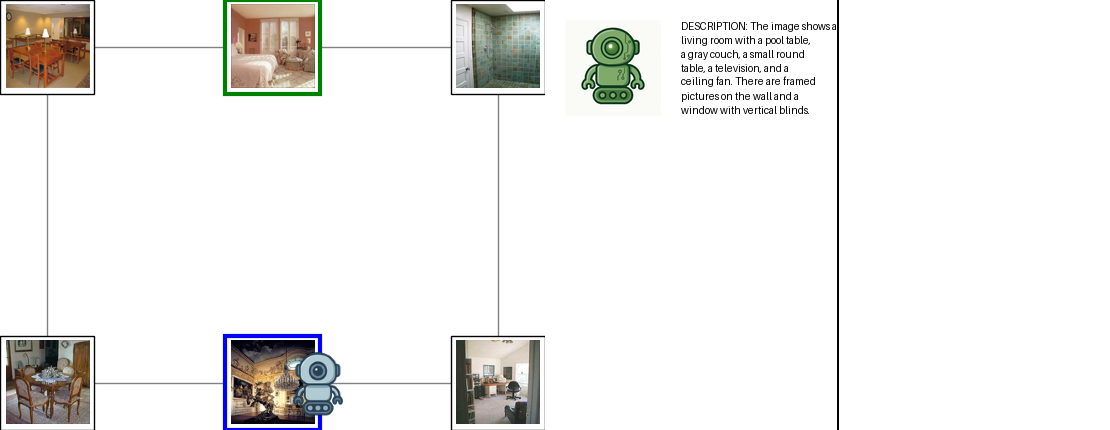 DESCRIPTION: The image shows a
living room with a pool table,
a gray couch, a small round
table, a television, and a
ceiling fan. There are framed
pictures on the wall and a
window with vertical blinds.